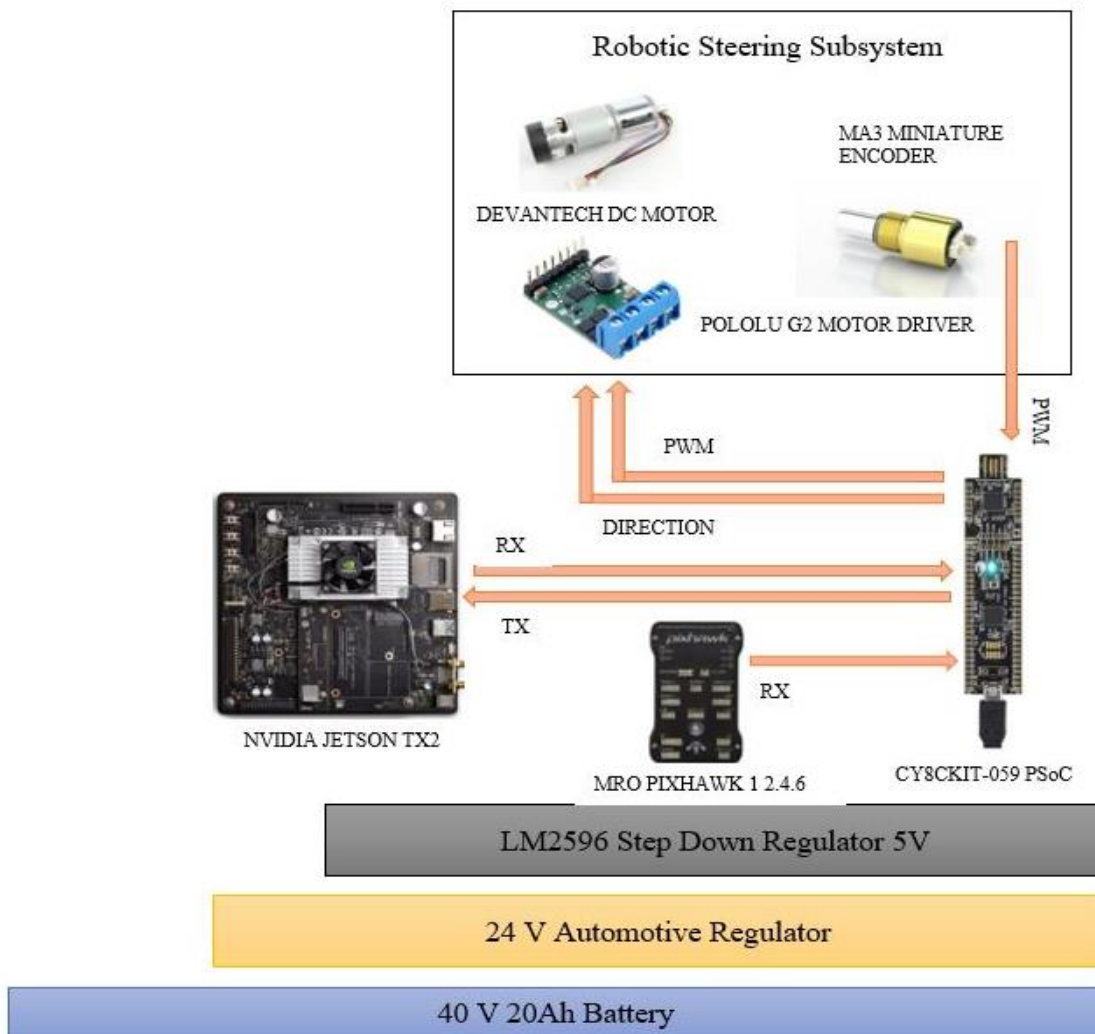 Robotic Steering Subsystem
MA3 MINIATURE
ENCODER
DEVANTECH DC MOTOR
POLOLU G2 MOTOR DRIVER
PWM
PWM
DIRECTION
RX
TX
pixhawk
RX
NVIDIA JETSON TX2
MRO PIXHAWK 1 2.4.6
CY8CKIT-059 PSoC
LM2596 Step Down Regulator 5V
24 V Automotive Regulator
40 V 20Ah Battery